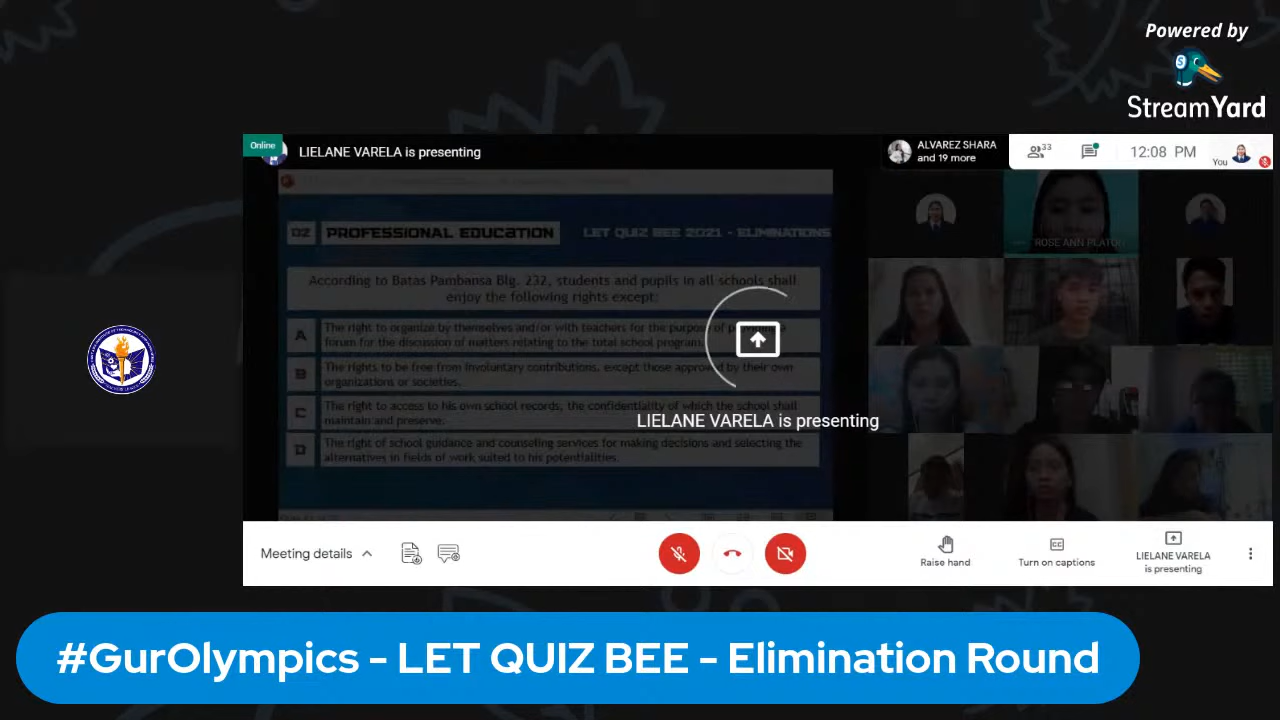 Powered by
StreamYard
Online
LIELANE VARELA is presenting
ALVAREZ SHARA
and 19 more
33
12:08 PM
You
02 PROFESSIONAL EDUCATION LET QUIZ BEE 2021 - ELIMINATIONS
ROSE ANN PLATON
According to Batas Pambansa Blg. 232, students and pupils in all schools shall
enjoy the following rights except:
A The right to organize by themselves and/or with teachers for the purpose of providing a
forum for the discussion of matters relating to the total school program.
B The rights to be free from involuntary contributions, except those approved by their own
organizations or societies.
C The right to access to his own school records, the confidentiality of which the school shall
maintain and preserve.
D The right of school guidance and counseling services for making decisions and selecting the
alternatives in fields of work suited to his potentialities.
LIELANE VARELA is presenting
Meeting details
Raise hand
Turn on captions
LIELANE VARELA
is presenting
#GurOlympics - LET QUIZ BEE - Elimination Round